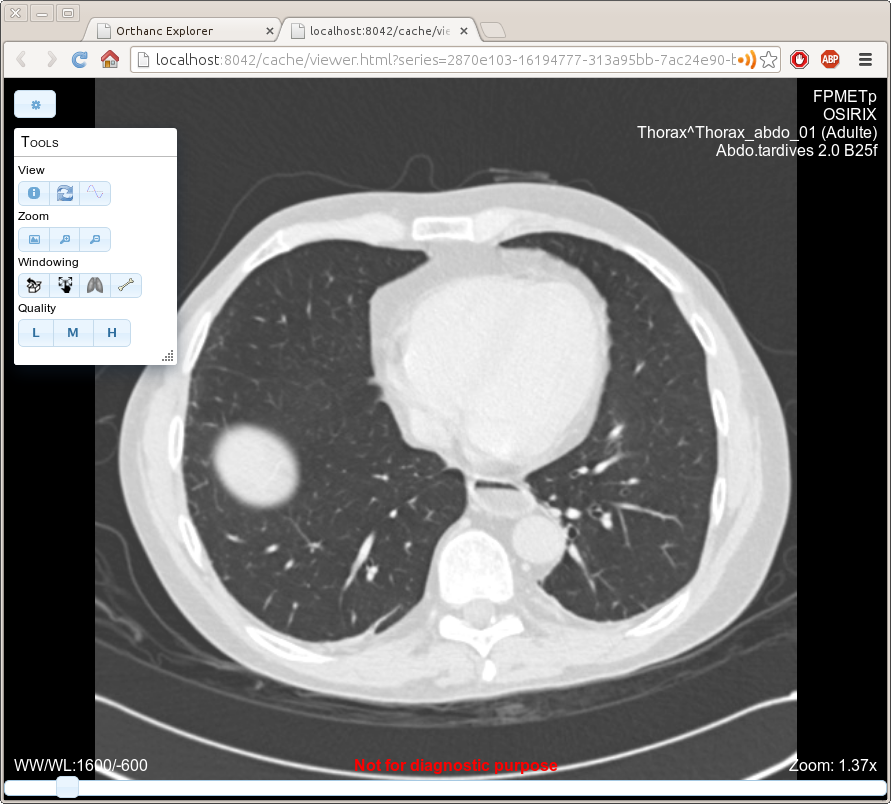 Orthanc Explorer
localhost:8042/cache/vie
localhost:8042/cache/viewer.html?series=2870e103-16194777-313a95bb-7ac24e90-b
ABP
FPMETp
OSIRIX
Thorax^Thorax_abdo_01 (Adulte)
Abdo.tardives 2.0 B25f
Tools
View
Zoom
Windowing
Quality
L M H
WW/WL:1600/-600
Not for diagnostic purpose
Zoom: 1.37x